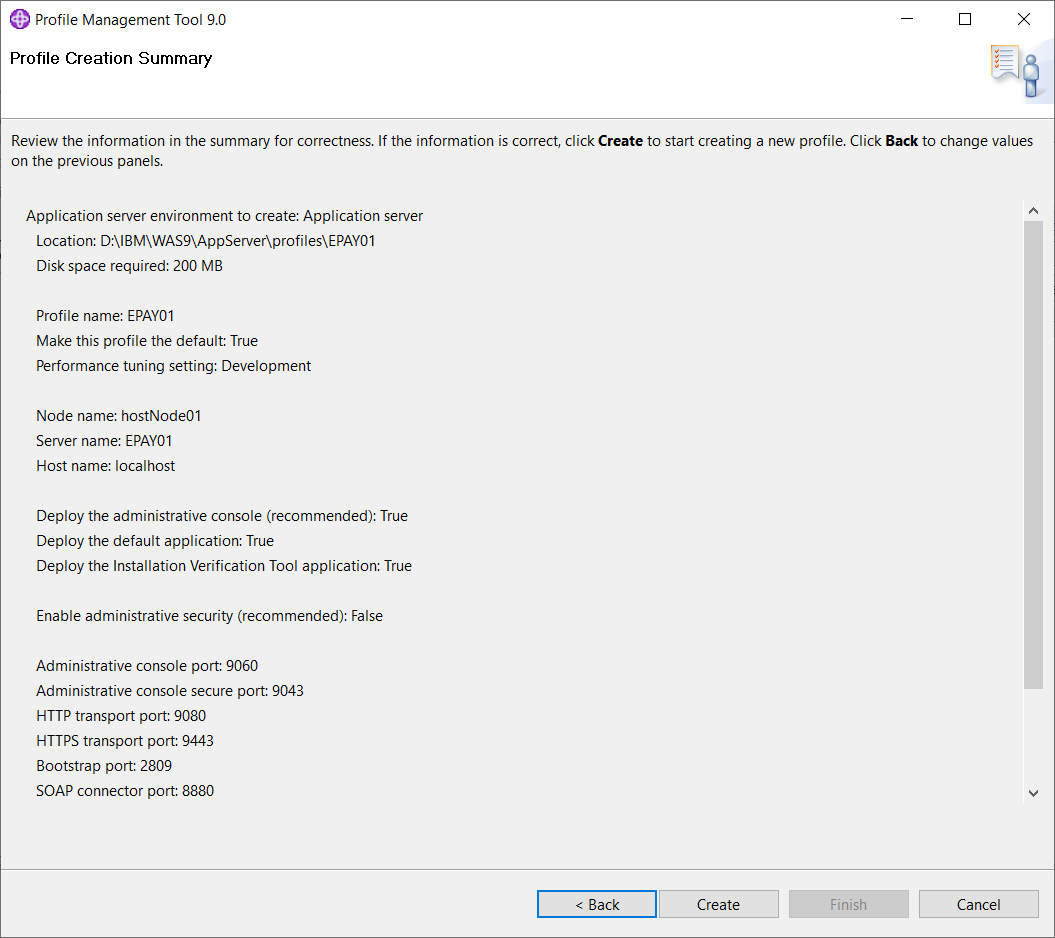 Profile Management Tool 9.0
Profile Creation Summary
Review the information in the summary for correctness. If the information is correct, click Create to start creating a new profile. Click Back to change values
on the previous panels.
Application server environment to create: Application server
Location: D:\IBM\WAS9\AppServer\profiles\EPAY01
Disk space required: 200 MB
Profile name: EPAY01
Make this profile the default: True
Performance tuning setting: Development
Node name: hostNode01
Server name: EPAY01
Host name: localhost
Deploy the administrative console (recommended): True
Deploy the default application: True
Deploy the Installation Verification Tool application: True
Enable administrative security (recommended): False
Administrative console port: 9060
Administrative console secure port: 9043
HTTP transport port: 9080
HTTPS transport port: 9443
Bootstrap port: 2809
SOAP connector port: 8880
< Back Create Finish Cancel